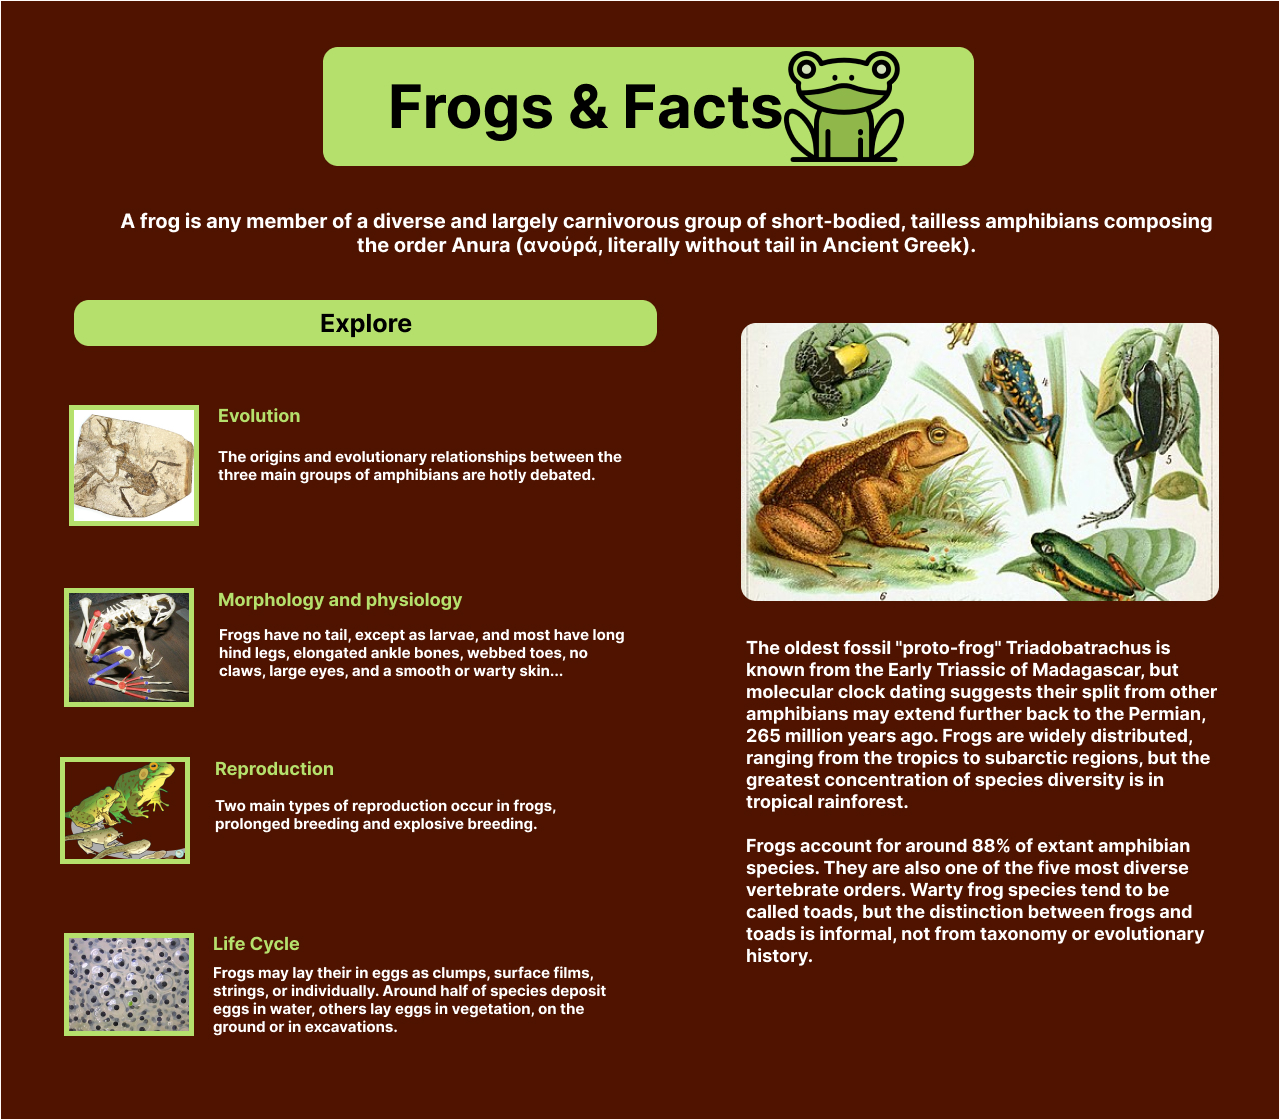 Frogs & Facts
A frog is any member of a diverse and largely carnivorous group of short-bodied, tailless amphibians composing
the order Anura (ανούρά, literally without tail in Ancient Greek).
Explore
Evolution
The origins and evolutionary relationships between the
three main groups of amphibians are hotly debated.
Morphology and physiology
Frogs have no tail, except as larvae, and most have long
hind legs, elongated ankle bones, webbed toes, no
claws, large eyes, and a smooth or warty skin...
Reproduction
Two main types of reproduction occur in frogs,
prolonged breeding and explosive breeding.
Life Cycle
Frogs may lay their in eggs as clumps, surface films,
strings, or individually. Around half of species deposit
eggs in water, others lay eggs in vegetation, on the
ground or in excavations.
3
4
5
6
The oldest fossil "proto-frog" Triadobatrachus is
known from the Early Triassic of Madagascar, but
molecular clock dating suggests their split from other
amphibians may extend further back to the Permian,
265 million years ago. Frogs are widely distributed,
ranging from the tropics to subarctic regions, but the
greatest concentration of species diversity is in
tropical rainforest.
Frogs account for around 88% of extant amphibian
species. They are also one of the five most diverse
vertebrate orders. Warty frog species tend to be
called toads, but the distinction between frogs and
toads is informal, not from taxonomy or evolutionary
history.